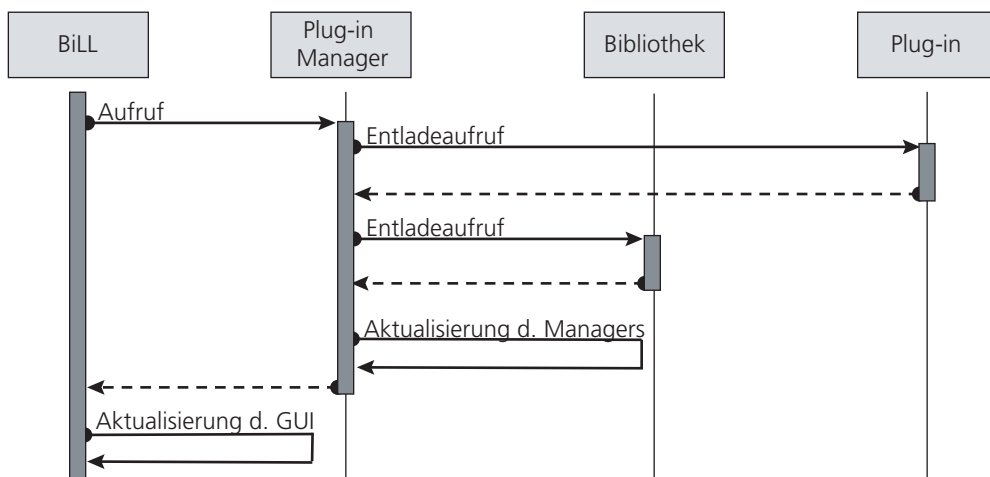 BiLL
Plug-in
Manager
Bibliothek
Plug-in
Aufruf
Entladeaufruf
Entladeaufruf
Aktualisierung d. Managers
Aktualisierung d. GUI